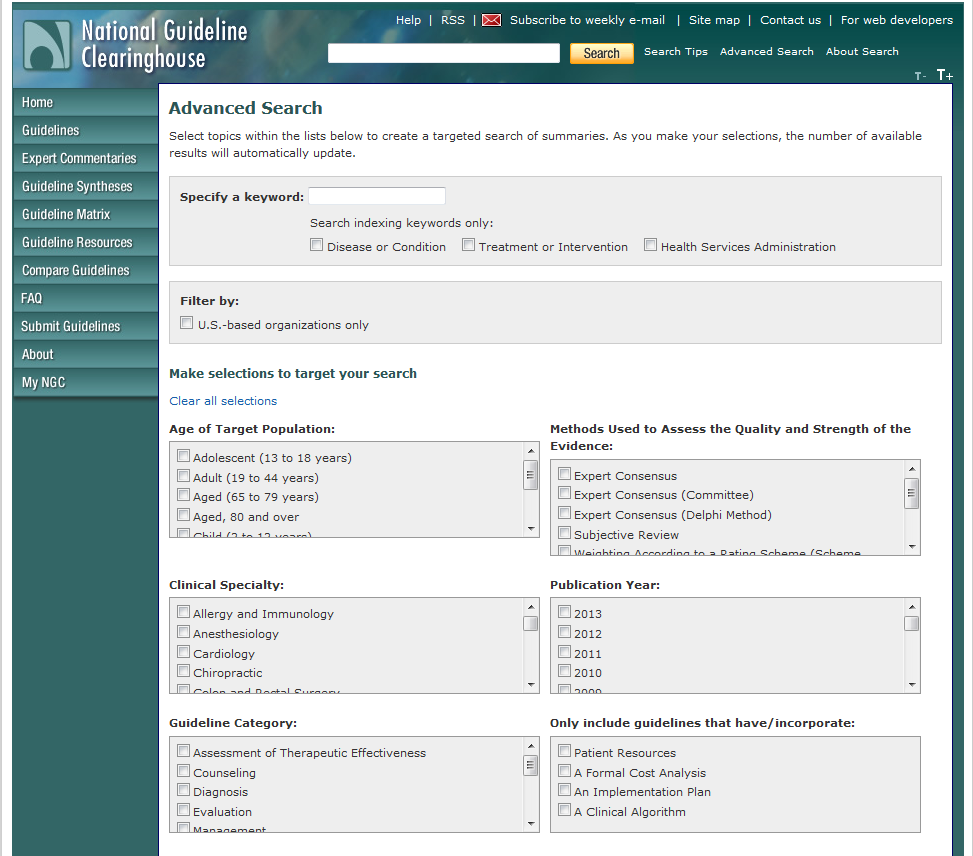 National Guideline
Clearinghouse
Help | RSS | Subscribe to weekly e-mail | Site map | Contact us | For web developers
Search Search Tips Advanced Search About Search
T- T+
Home
Guidelines
Expert Commentaries
Guideline Syntheses
Guideline Matrix
Guideline Resources
Compare Guidelines
FAQ
Submit Guidelines
About
My NGC
Advanced Search
Select topics within the lists below to create a targeted search of summaries. As you make your selections, the number of available
results will automatically update.
Specify a keyword:
Search indexing keywords only:
Disease or Condition Treatment or Intervention Health Services Administration
Filter by:
U.S.-based organizations only
Make selections to target your search
Clear all selections
Age of Target Population:
Adolescent (13 to 18 years)
Adult (19 to 44 years)
Aged (65 to 79 years)
Aged, 80 and over
Child (2 to 12 years)
Methods Used to Assess the Quality and Strength of the
Evidence:
Expert Consensus
Expert Consensus (Committee)
Expert Consensus (Delphi Method)
Subjective Review
Weighting According to a Rating Scheme (Scheme
Clinical Specialty:
Allergy and Immunology
Anesthesiology
Cardiology
Chiropractic
Colon and Rectal Surgery
Publication Year:
2013
2012
2011
2010
2009
Guideline Category:
Assessment of Therapeutic Effectiveness
Counseling
Diagnosis
Evaluation
Management
Only include guidelines that have/incorporate:
Patient Resources
A Formal Cost Analysis
An Implementation Plan
A Clinical Algorithm